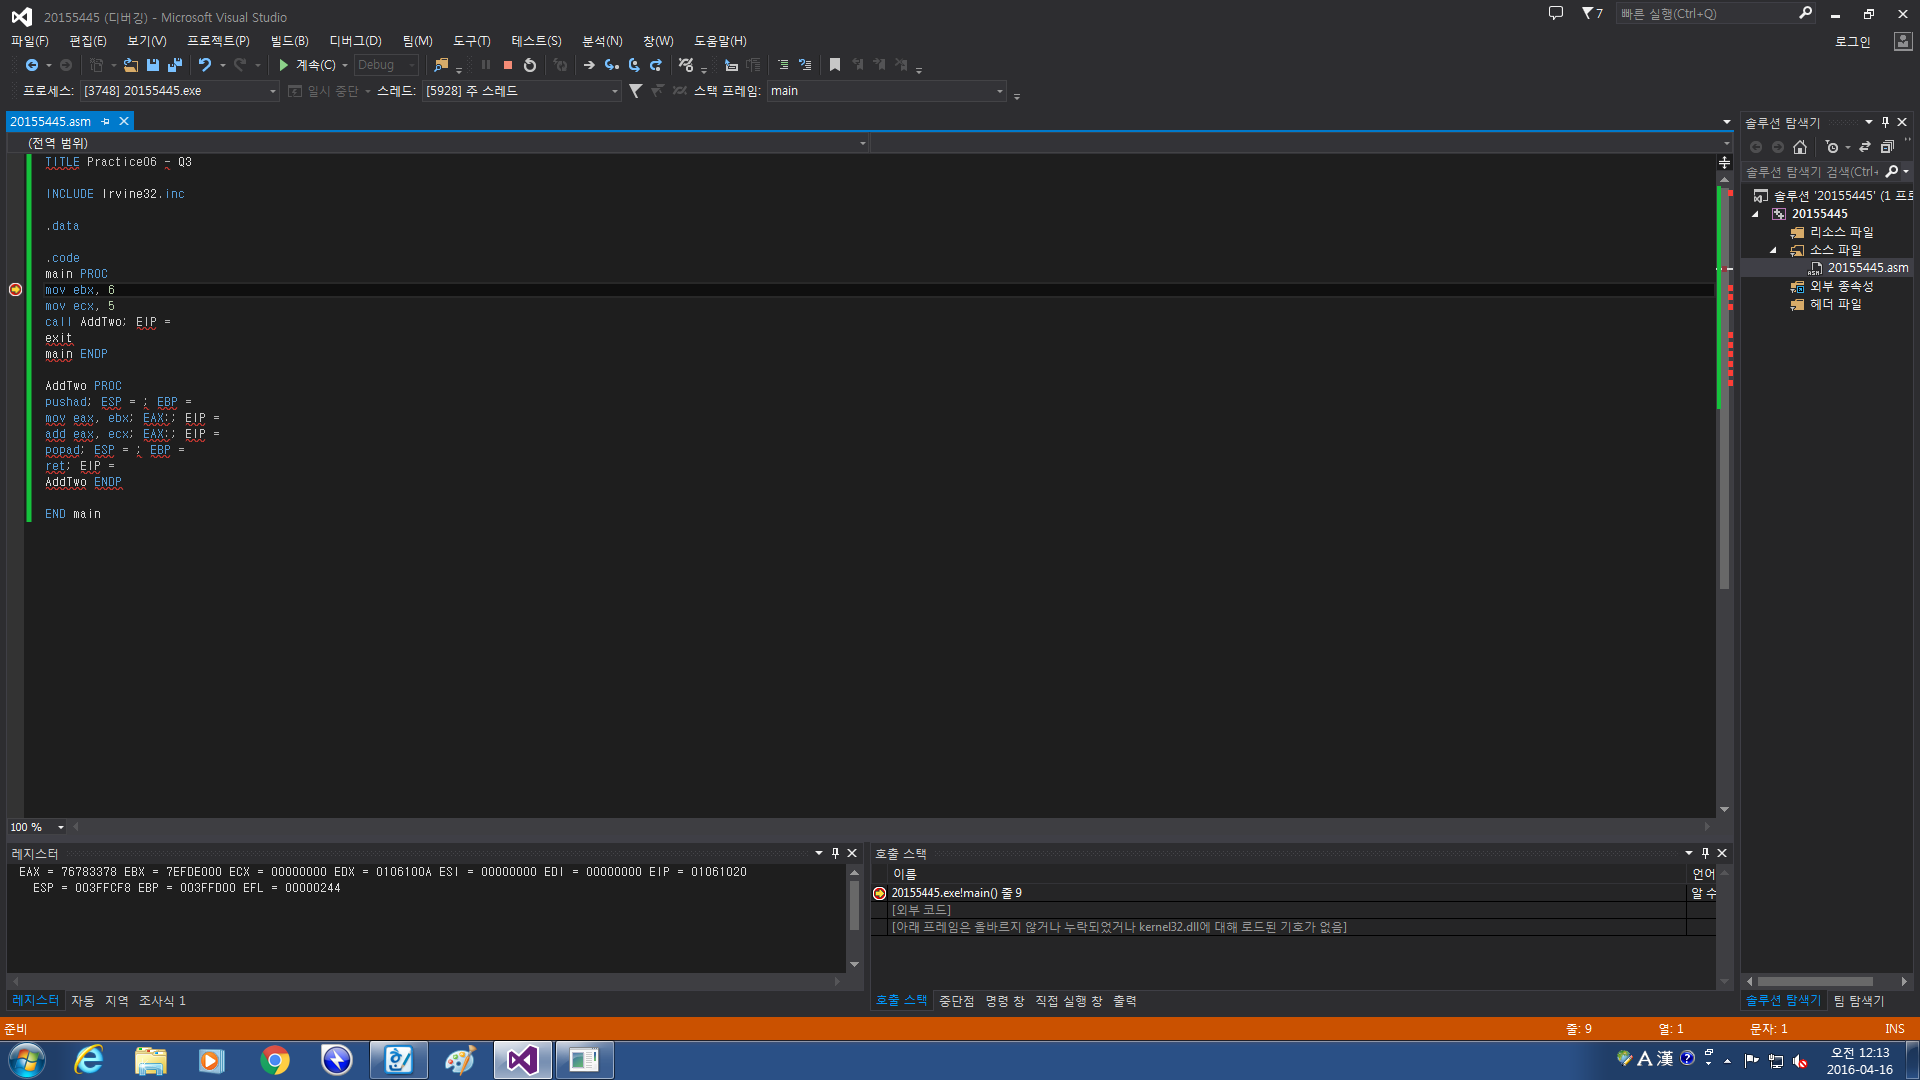 20155445 (디버깅) - Microsoft Visual Studio
7
빠른 실행(Ctrl+Q)
파일(F) 편집(E) 보기(V) 프로젝트(P) 빌드(B) 디버그(D) 팀(M) 도구(T) 테스트(S) 분석(N) 창(W) 도움말(H)
로그인
계속(C) Debug
프로세스: [3748] 20155445.exe 일시 중단 스레드: [5928] 주 스레드 스택 프레임: main
20155445.asm
(전역 범위)
TITLE Practice06 - Q3
INCLUDE Irvine32.inc
.data
.code
main PROC
mov ebx, 6
mov ecx, 5
call AddTwo; EIP =
exit
main ENDP
AddTwo PROC
pushad; ESP = ; EBP =
mov eax, ebx; EAX:; EIP =
add eax, ecx; EAX:; EIP =
popad; ESP = ; EBP =
ret; EIP =
AddTwo ENDP
END main
100 %
솔루션 탐색기
솔루션 탐색기 검색(Ctrl+
솔루션 '20155445' (1 프로
20155445
리소스 파일
소스 파일
20155445.asm
외부 종속성
헤더 파일
솔루션 탐색기 팀 탐색기
레지스터
EAX = 76783378 EBX = 7EFDE000 ECX = 00000000 EDX = 0106100A ESI = 00000000 EDI = 00000000 EIP = 01061020
ESP = 003FFCF8 EBP = 003FFD00 EFL = 00000244
레지스터 자동 지역 조사식 1
호출 스택
이름 언어
20155445.exe!main() 줄 9 알 수
[외부 코드]
[아래 프레임은 올바르지 않거나 누락되었거나 kernel32.dll에 대해 로드된 기호가 없음]
호출 스택 중단점 명령 창 직접 실행 창 출력
준비 줄: 9 열: 1 문자: 1 INS
A 漢
오전 12:13
2016-04-16